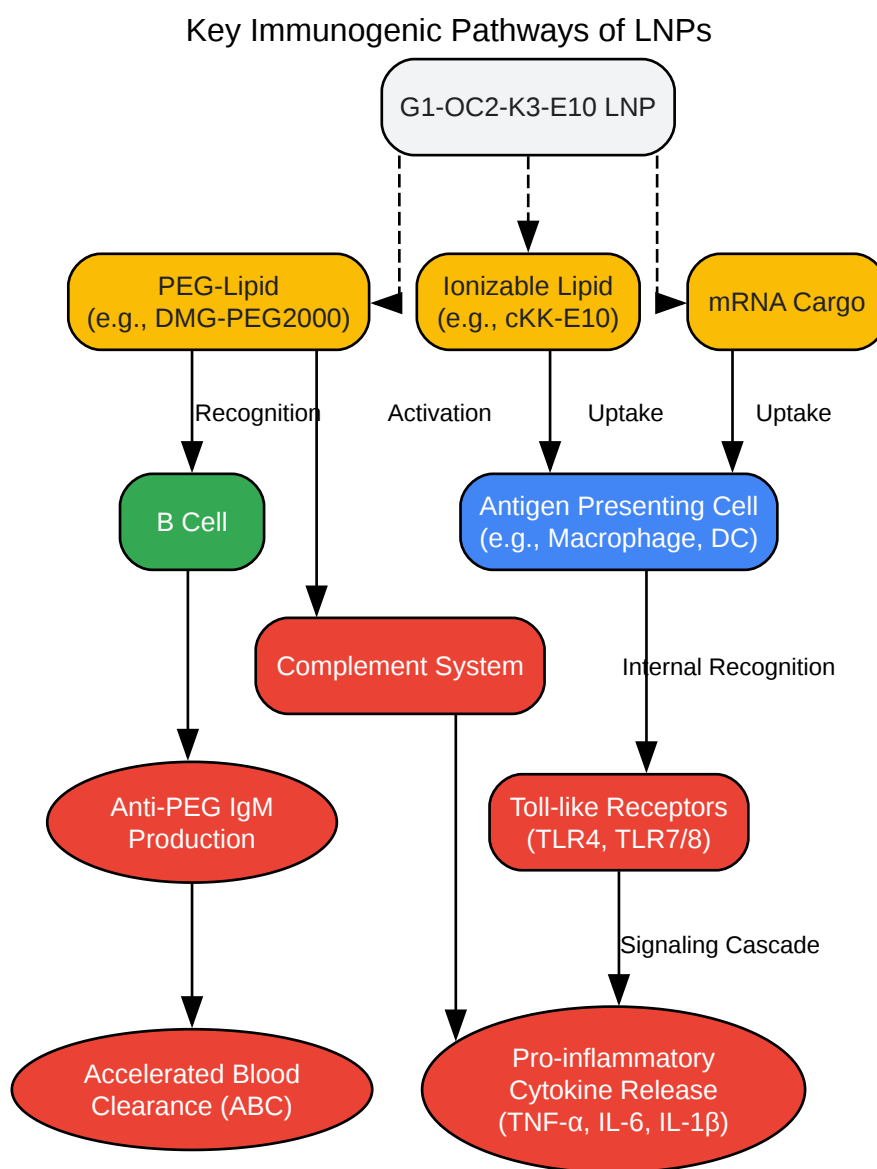 Key Immunogenic Pathways of LNPs
G1-OC2-K3-E10 LNP
PEG-Lipid
(e.g., DMG-PEG2000)
Ionizable Lipid
(e.g., cKK-E10)
mRNA Cargo
Recognition
Activation
Uptake
Uptake
B Cell
Antigen Presenting Cell
(e.g., Macrophage, DC)
Complement System
Internal Recognition
Anti-PEG IgM
Production
Toll-like Receptors
(TLR4, TLR7/8)
Signaling Cascade
Accelerated Blood
Clearance (ABC)
Pro-inflammatory
Cytokine Release
(TNF-α, IL-6, IL-1β)